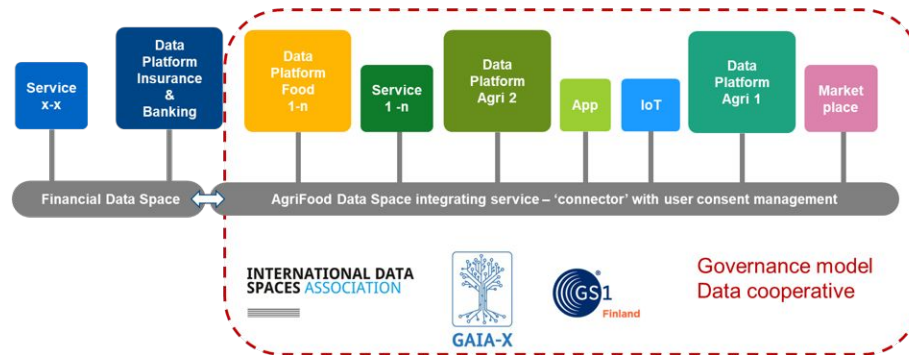 Service
x-x
Data
Platform
Insurance
&
Banking
Data
Platform
Food
1-n
Service
1 -n
Data
Platform
Agri 2
App
IoT
Data
Platform
Agri 1
Market
place
Financial Data Space
AgriFood Data Space integrating service – ‘connector’ with user consent management
INTERNATIONAL DATA
SPACES ASSOCIATION
GAIA-X
GS1
®
Finland
Governance model
Data cooperative